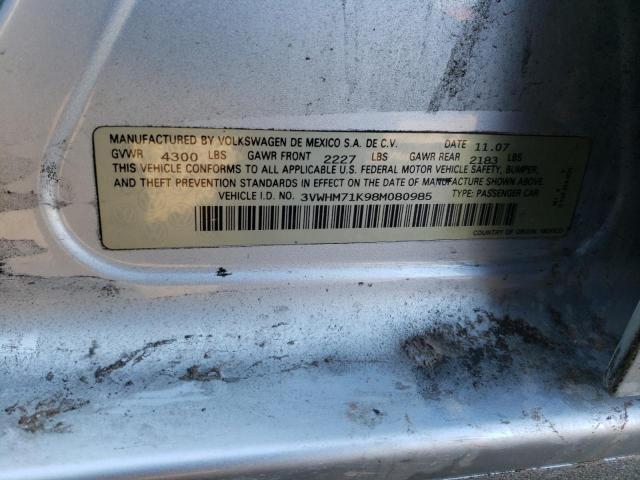 MANUFACTURED BY VOLKSWAGEN DE MEXICO S.A. DE C.V. DATE 11.07
GVWR 4300 LBS GAWR FRONT 2227 LBS GAWR REAR 2183 LBS
THIS VEHICLE CONFORMS TO ALL APPLICABLE U.S. FEDERAL MOTOR VEHICLE SAFETY, BUMPER,
AND THEFT PREVENTION STANDARDS IN EFFECT ON THE DATE OF MANUFACTURE SHOWN ABOVE.
VEHICLE I.D. NO. 3VWHM71K98M080985 TYPE: PASSENGER CAR
COUNTRY OF ORIGIN: MEXICO